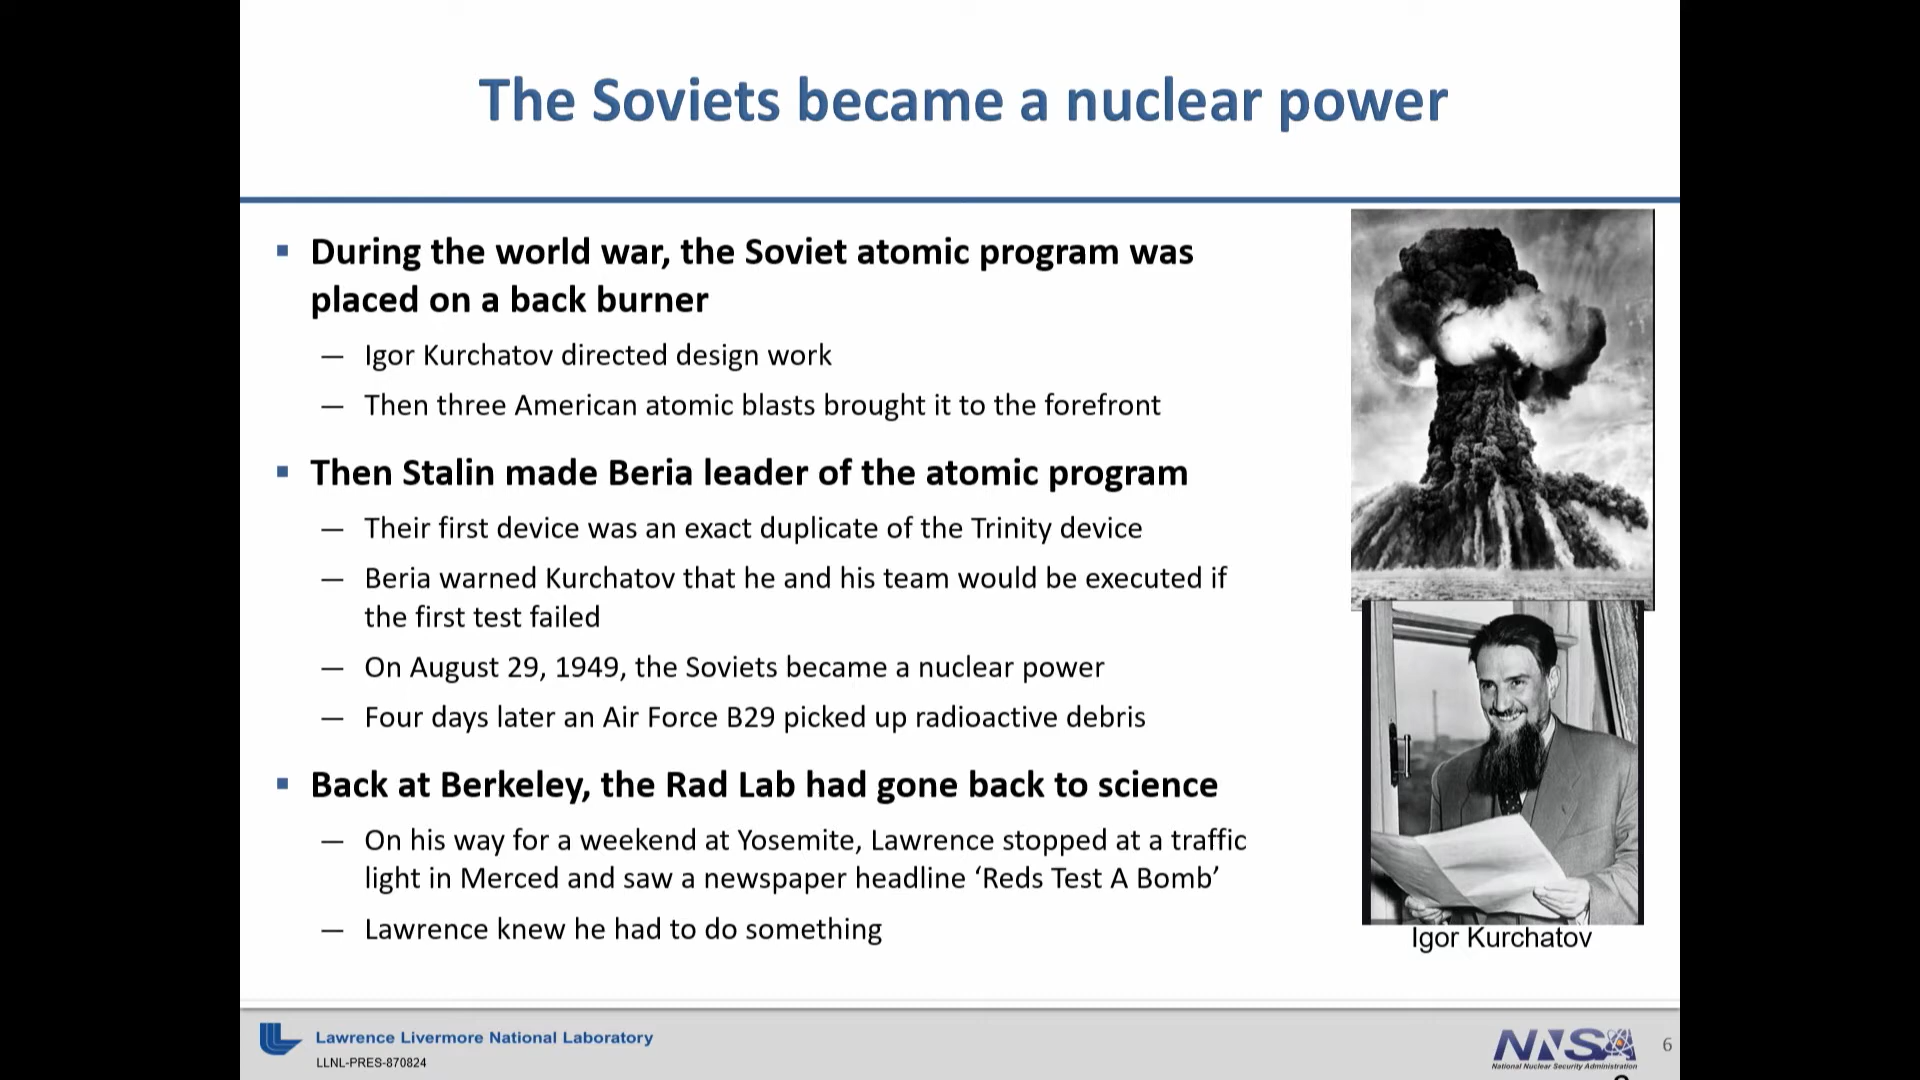 The Soviets became a nuclear power
During the world war, the Soviet atomic program was
placed on a back burner
— Igor Kurchatov directed design work
— Then three American atomic blasts brought it to the forefront
Then Stalin made Beria leader of the atomic program
— Their first device was an exact duplicate of the Trinity device
— Beria warned Kurchatov that he and his team would be executed if
the first test failed
— On August 29, 1949, the Soviets became a nuclear power
— Four days later an Air Force B29 picked up radioactive debris
Back at Berkeley, the Rad Lab had gone back to science
— On his way for a weekend at Yosemite, Lawrence stopped at a traffic
light in Merced and saw a newspaper headline ‘Reds Test A Bomb’
— Lawrence knew he had to do something
Igor Kurchatov
Lawrence Livermore National Laboratory
LLNL-PRES-870824
NNSA
National Nuclear Security Administration
6